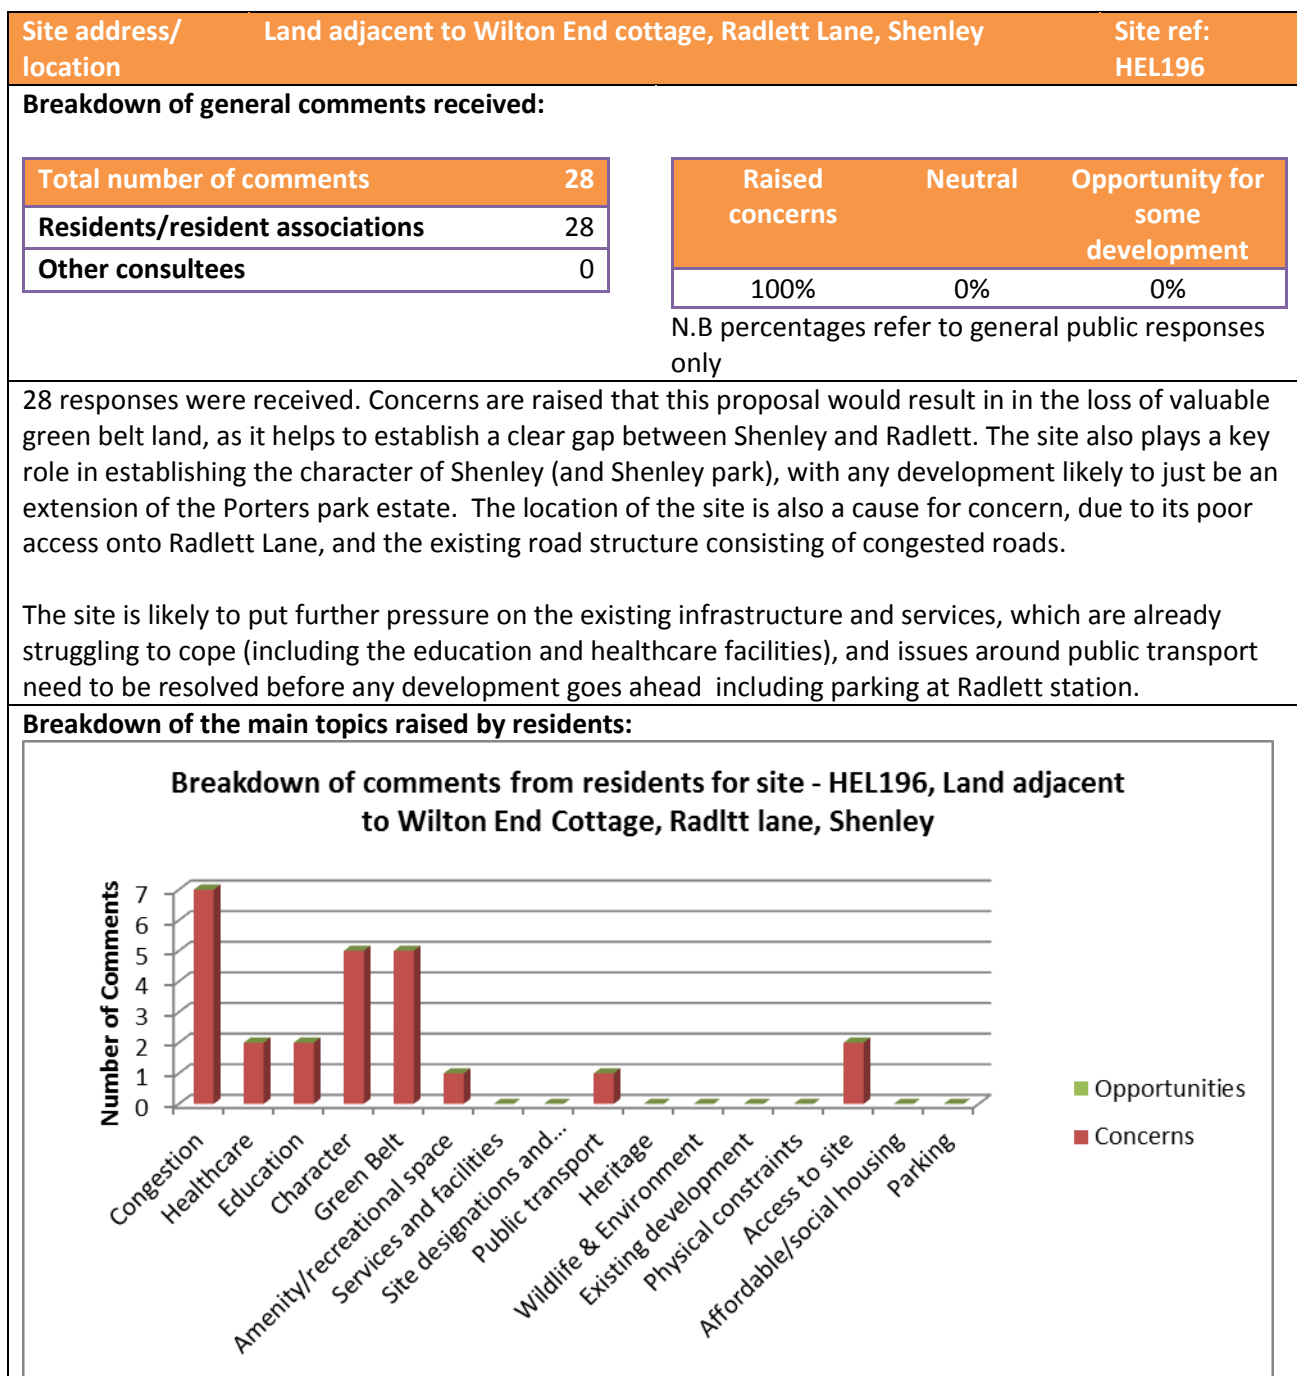 Site address/ Land adjacent to Wilton End cottage, Radlett Lane, Shenley Site ref:
location HEL196
Breakdown of general comments received:
Total number of comments 28
Residents/resident associations 28
Other consultees 0
Raised Neutral Opportunity for
concerns some
development
100% 0% 0%
N.B percentages refer to general public responses
only
28 responses were received. Concerns are raised that this proposal would result in in the loss of valuable
green belt land, as it helps to establish a clear gap between Shenley and Radlett. The site also plays a key
role in establishing the character of Shenley (and Shenley park), with any development likely to just be an
extension of the Porters park estate.  The location of the site is also a cause for concern, due to its poor
access onto Radlett Lane, and the existing road structure consisting of congested roads.
The site is likely to put further pressure on the existing infrastructure and services, which are already
struggling to cope (including the education and healthcare facilities), and issues around public transport
need to be resolved before any development goes ahead  including parking at Radlett station.
Breakdown of the main topics raised by residents:
Breakdown of comments from residents for site - HEL196, Land adjacent
to Wilton End Cottage, Radltt lane, Shenley
Number of Comments
7
6
5
4
3
2
1
0
Congestion
Healthcare
Education
Character
Green Belt
Amenity/recreational space
Services and facilities
Site designations and...
Public transport
Heritage
Wildlife & Environment
Existing development
Physical constraints
Access to site
Affordable/social housing
Parking
Opportunities
Concerns